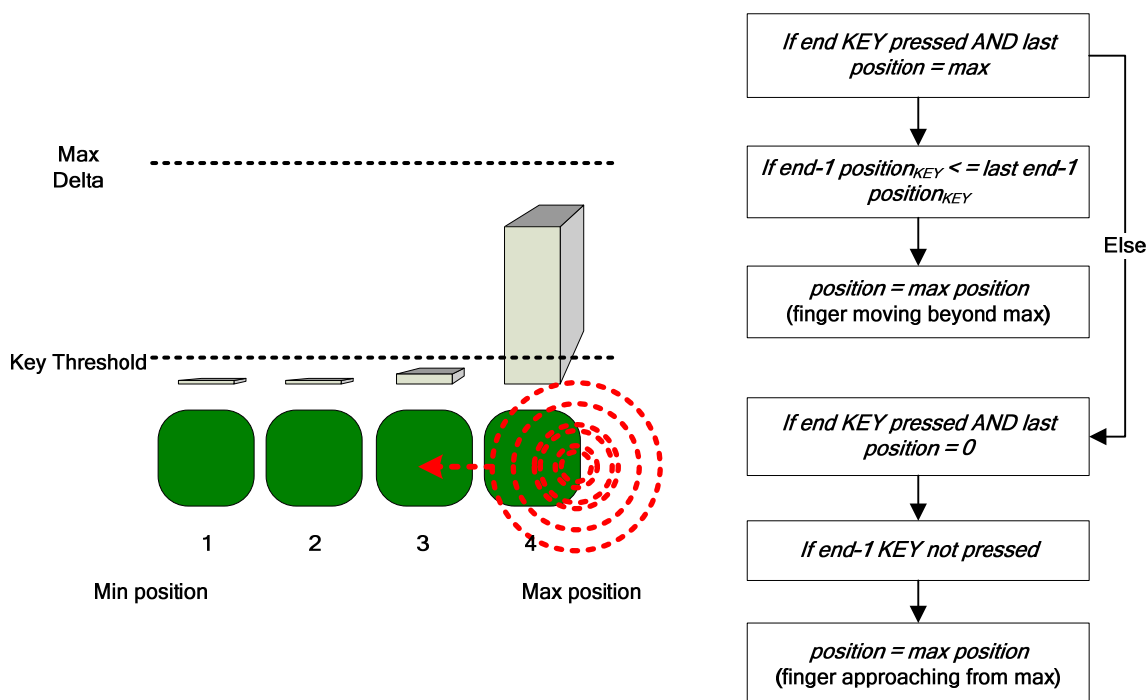 Max
Delta
Key Threshold
1
2
3
4
Min position
Max position
If end KEY pressed AND last
position = max
If end-1 positionKEY < = last end-1
positionKEY
position = max position
(finger moving beyond max)
Else
If end KEY pressed AND last
position = 0
If end-1 KEY not pressed
position = max position
(finger approaching from max)